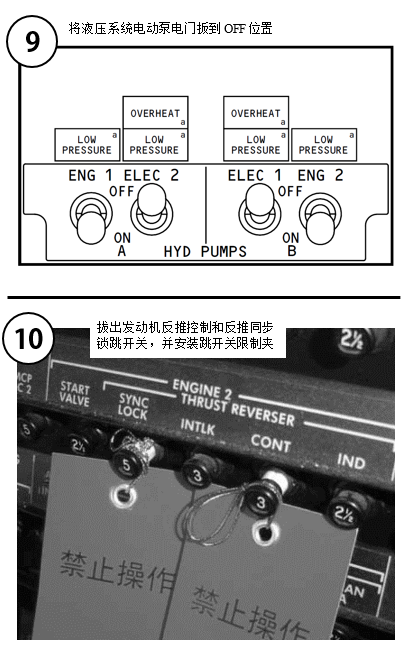 9
将液压系统电动泵电门扳到 OFF 位置
OVERHEAT a
OVERHEAT a
LOW PRESSURE a
LOW PRESSURE a
LOW PRESSURE a
LOW PRESSURE a
ENG 1 ELEC 2
ELEC 1 ENG 2
OFF
OFF
ON
ON
A HYD PUMPS B
10
拔出发动机反推控制和反推同步
锁跳开关，并安装跳开关限制夹
2½
ENGINE 2
THRUST REVERSER
MCP
C 2
START
VALVE
SYNC
LOCK
INTLK
CONT
IND
5
2½
5
3
3
2½
禁止操作
禁止操作
AN
A